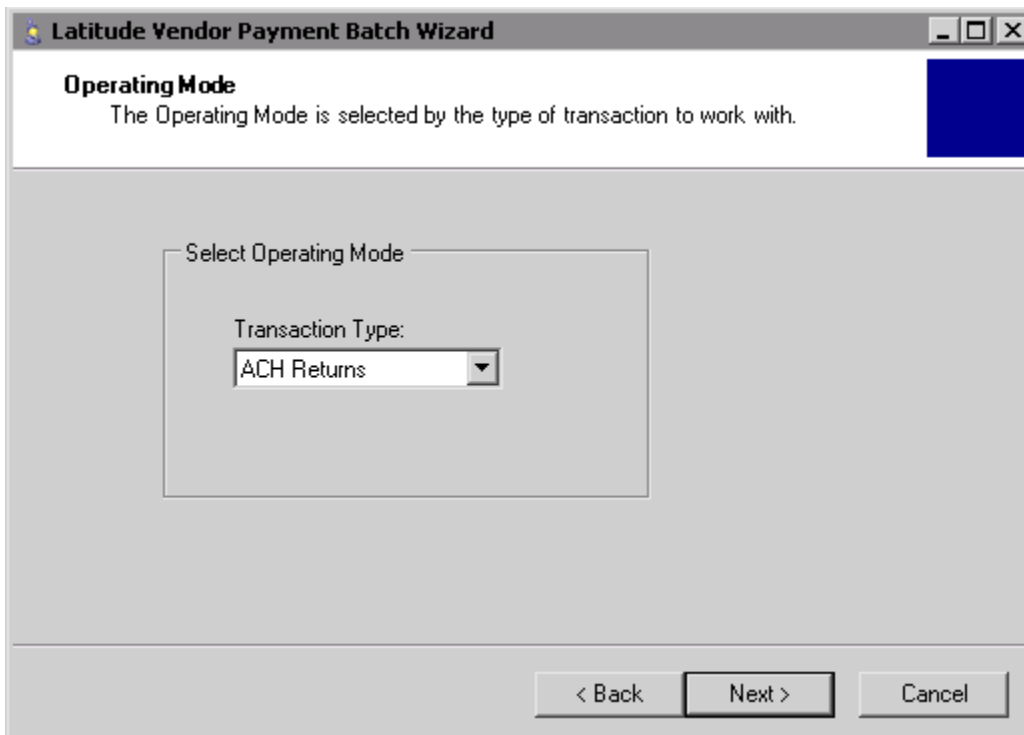 Latitude Vendor Payment Batch Wizard
Operating Mode
The Operating Mode is selected by the type of transaction to work with.
Select Operating Mode
Transaction Type:
ACH Returns
< Back Next > Cancel